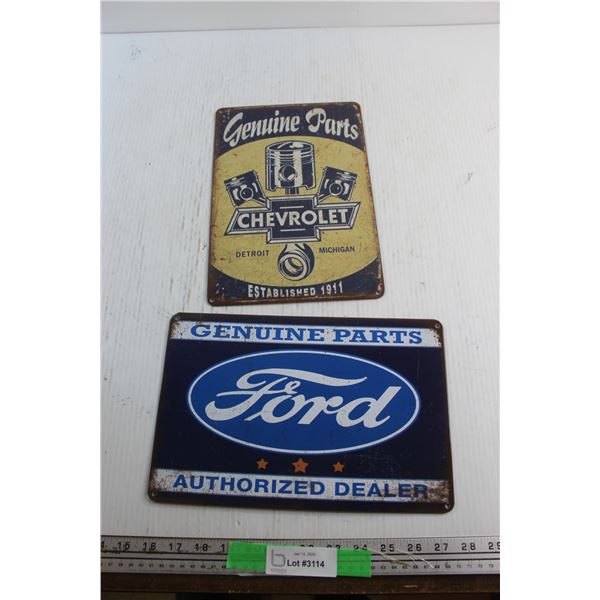 Genuine Parts
CHEVROLET
DETROIT MICHIGAN
ESTABLISHED 1911
GENUINE PARTS
Ford
AUTHORIZED DEALER
Lot #3114